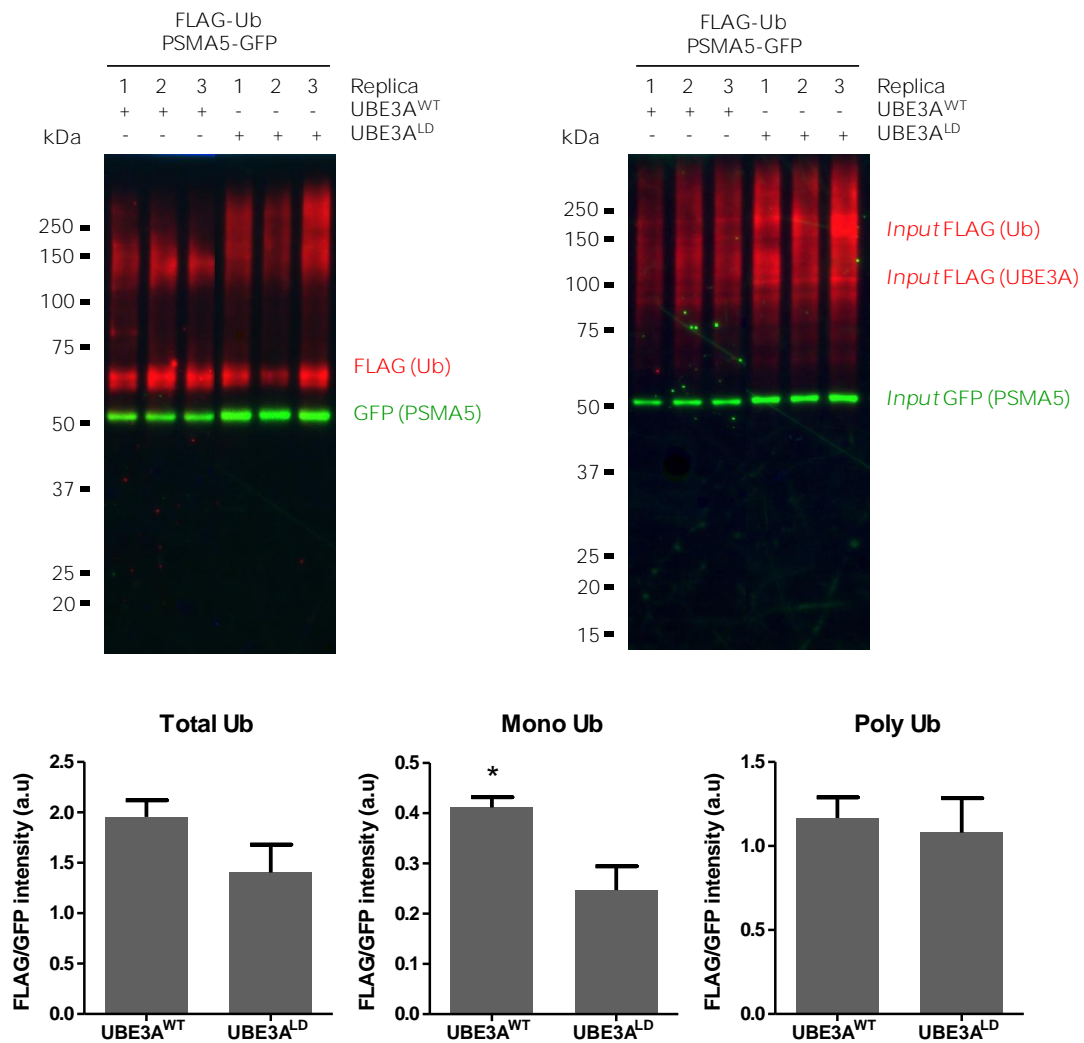 FLAG-Ub
PSMA5-GFP
1 2 3 1 2 3 Replica
+ + + - - - UBE3A^WT
kDa - - - + + + UBE3A^LD
250
150
100
75
FLAG (Ub)
50 GFP (PSMA5)
37
25
20
FLAG-Ub
PSMA5-GFP
1 2 3 1 2 3 Replica
+ + + - - - UBE3A^WT
kDa - - - + + + UBE3A^LD
250
Input FLAG (Ub)
150
100 Input FLAG (UBE3A)
75
50 Input GFP (PSMA5)
37
25
20
15
Total Ub
FLAG/GFP intensity (a.u)
2.5
2.0
1.5
1.0
0.5
0.0
UBE3A^WT UBE3A^LD
Mono Ub
FLAG/GFP intensity (a.u)
0.5
*
0.4
0.3
0.2
0.1
0.0
UBE3A^WT UBE3A^LD
Poly Ub
FLAG/GFP intensity (a.u)
1.5
1.0
0.5
0.0
UBE3A^WT UBE3A^LD